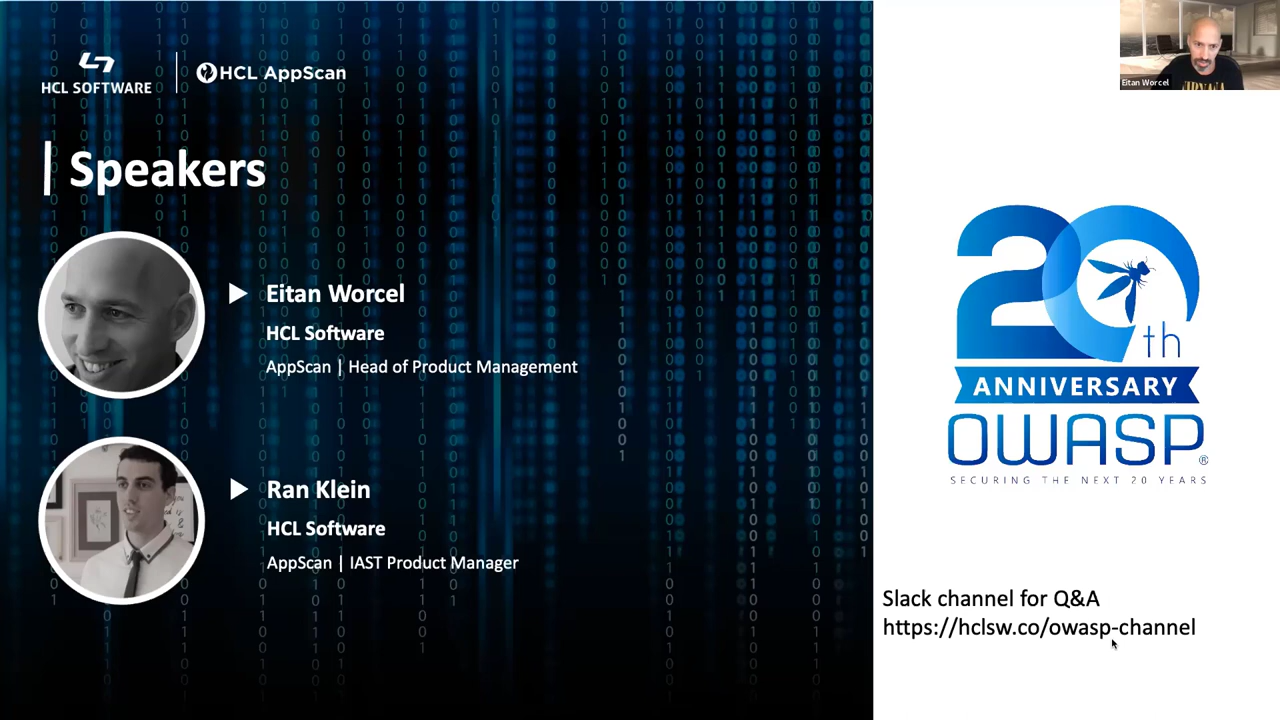 HCL SOFTWARE
HCL AppScan
Speakers
Eitan Worcel
HCL Software
AppScan | Head of Product Management
Ran Klein
HCL Software
AppScan | IAST Product Manager
Eitan Worcel
20th
ANNIVERSARY
OWASP®
SECURING THE NEXT 20 YEARS
Slack channel for Q&A
https://hclsw.co/owasp-channel